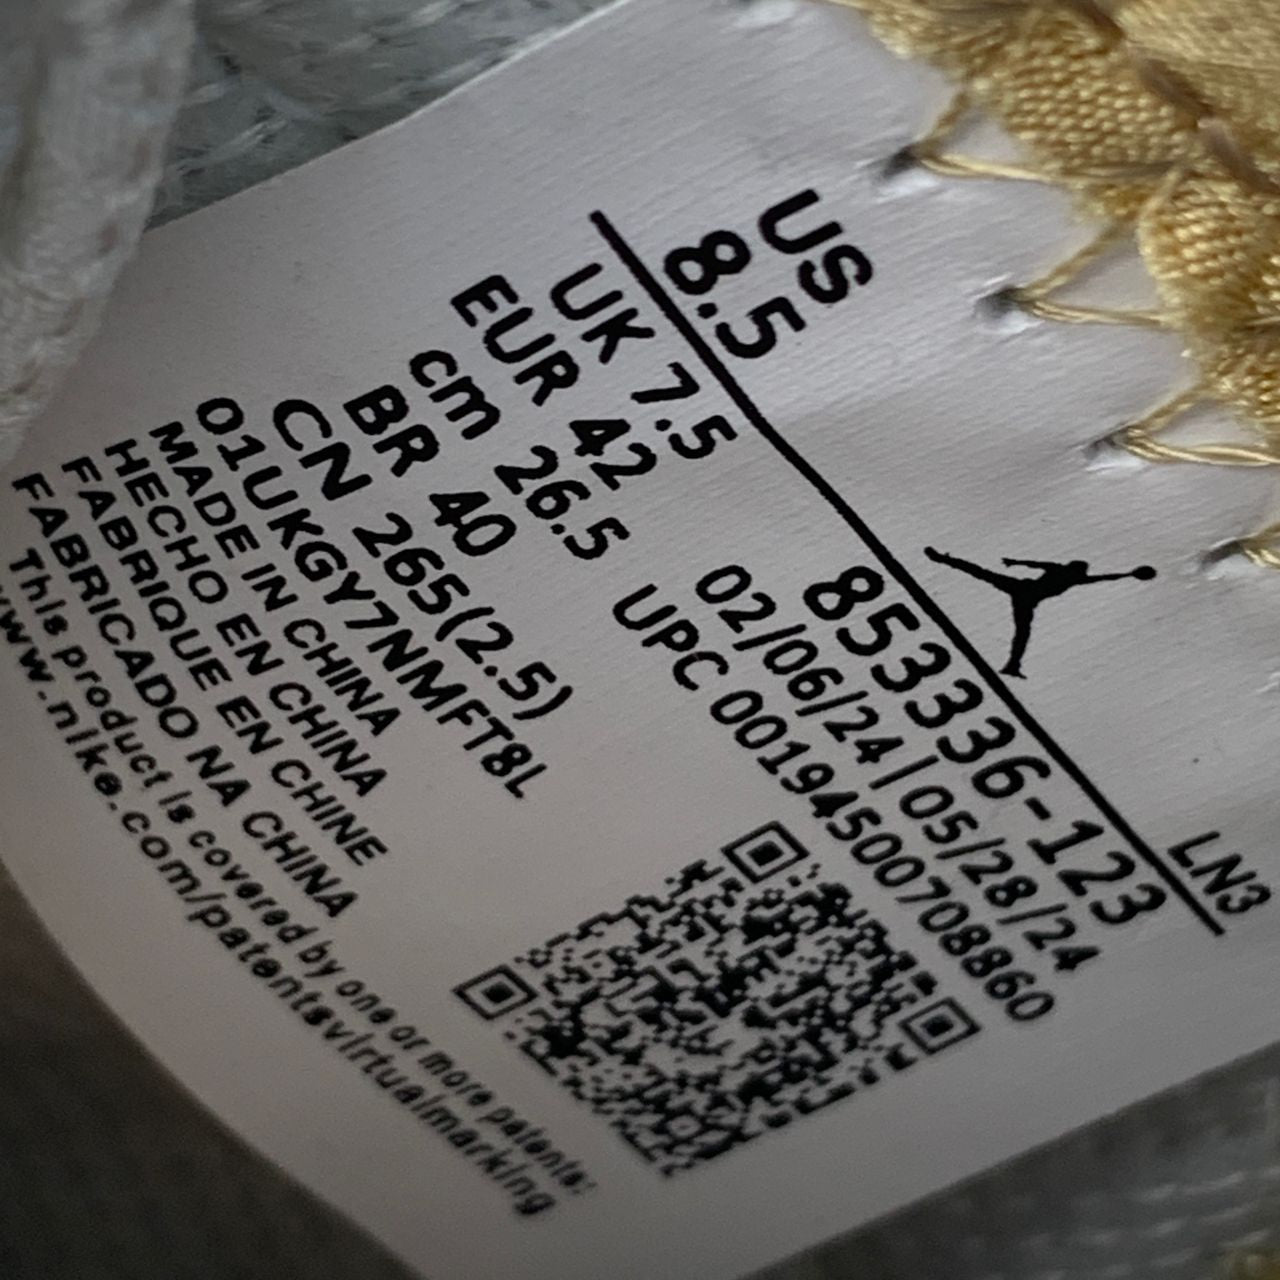 US
8.5
LN3
UK 7.5
EUR 42
cm 26.5
BR 40
CN 265(2.5)
853336-123
02/06/24|05/28/24
UPC 00194500708860
01UKGY7NMFT8L
MADE IN CHINA
HECHO EN CHINA
FABRIQUE EN CHINE
FABRICADO NA CHINA
This product is covered by one or more patents:
www.nike.com/patentsvirtualmarking